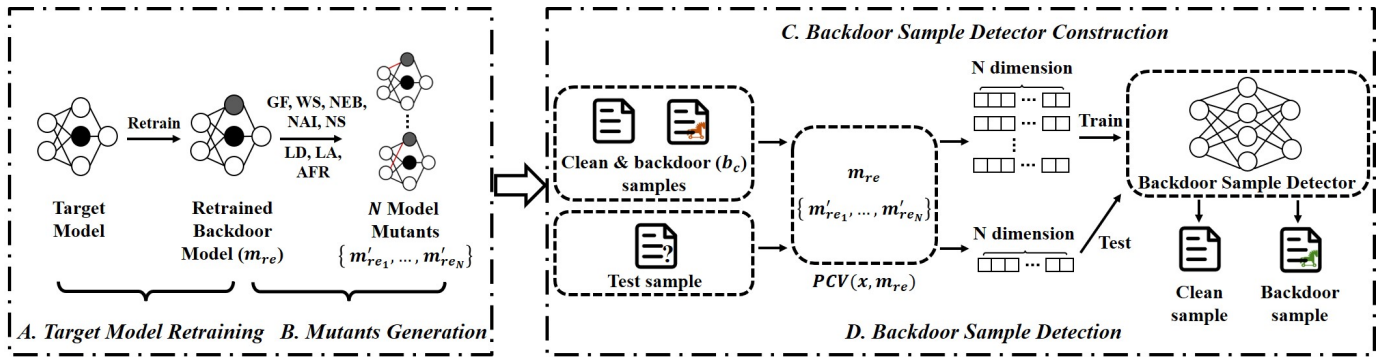 Target
Model
Retrain
Retrained
Backdoor
Model (m_re)
GF, WS, NEB,
NAI, NS
LD, LA,
AFR
N Model
Mutants
{m′_re₁, …, m′_re_N}
A. Target Model Retraining
B. Mutants Generation
C. Backdoor Sample Detector Construction
Clean & backdoor (b_c)
samples
?
Test sample
m_re
{m′_re₁, …, m′_re_N}
PCV(x, m_re)
N dimension
...
...
...
Train
N dimension
...
Test
Backdoor Sample Detector
Clean
sample
Backdoor
sample
D. Backdoor Sample Detection